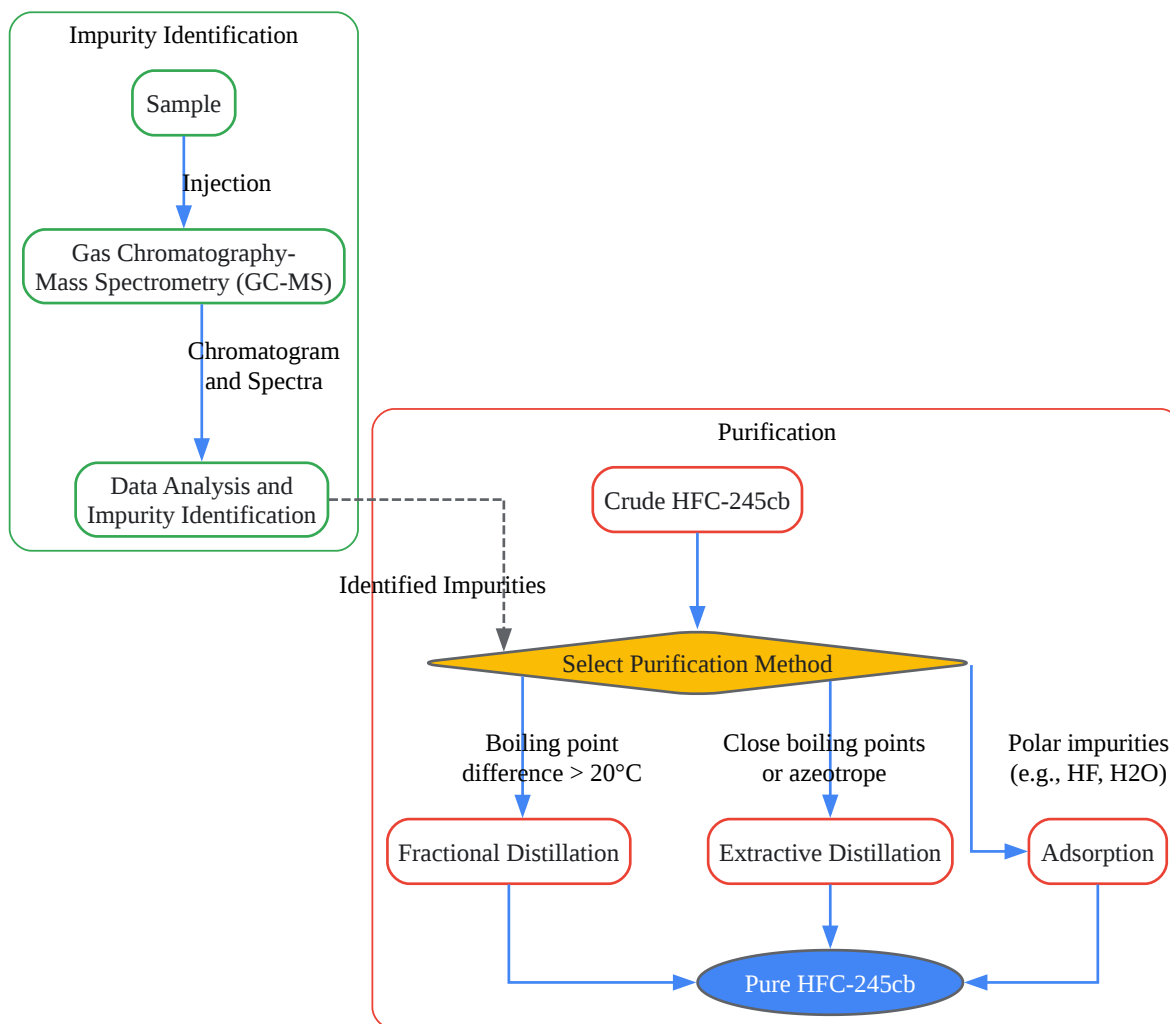 Impurity Identification
Sample
Injection
Gas Chromatography-
Mass Spectrometry (GC-MS)
Chromatogram
and Spectra
Data Analysis and
Impurity Identification
Purification
Crude HFC-245cb
Identified Impurities
Select Purification Method
Boiling point
difference > 20°C
Close boiling points
or azeotrope
Polar impurities
(e.g., HF, H2O)
Fractional Distillation
Extractive Distillation
Adsorption
Pure HFC-245cb